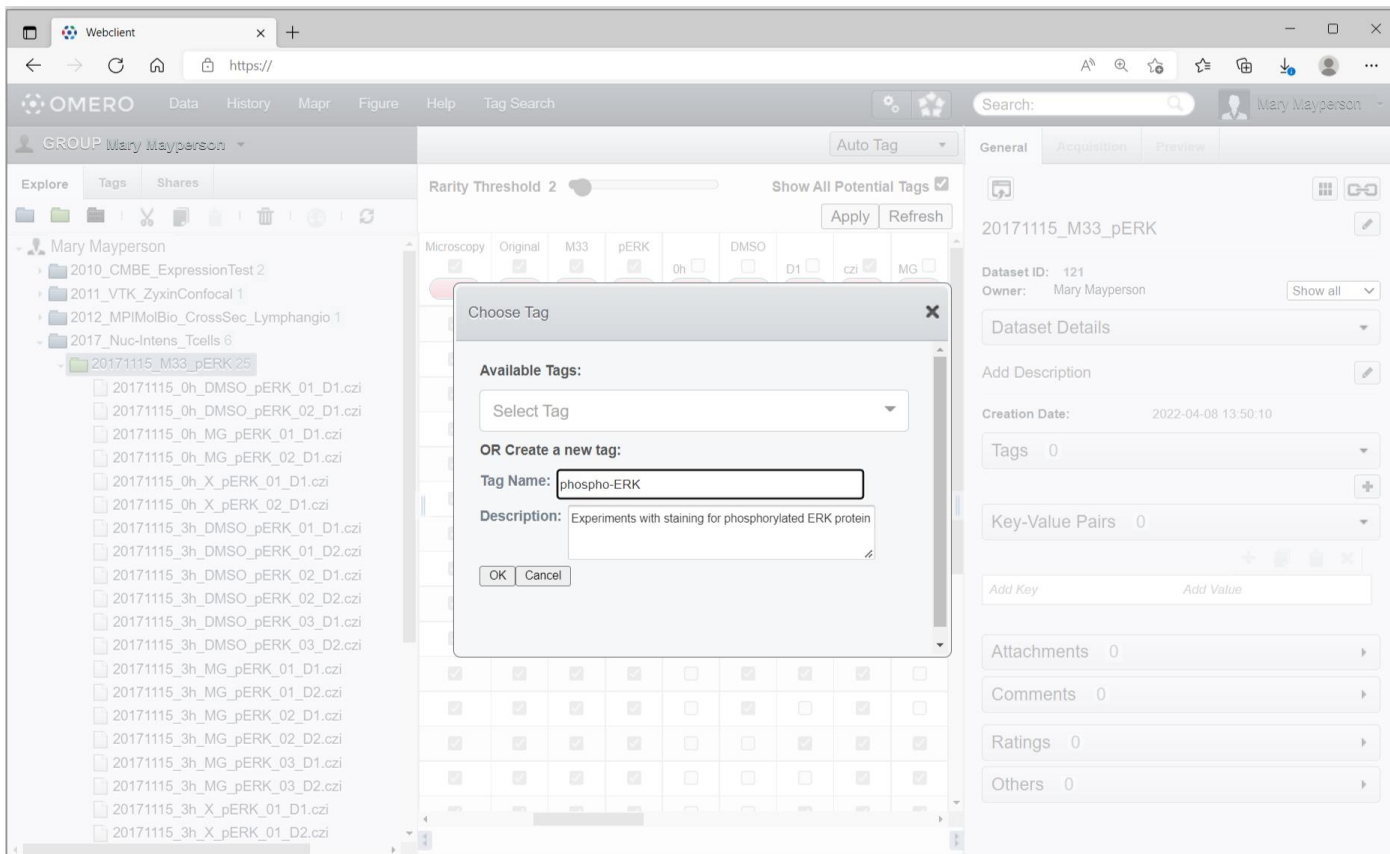 Webclient
https://
OMERO Data History Mapr Figure Help Tag Search Search: Mary Mayperson
GROUP Mary Mayperson
Auto Tag
General Acquisition Preview
Explore Tags Shares
Rarity Threshold 2 Show All Potential Tags
Apply Refresh
20171115_M33_pERK
Mary Mayperson
2010_CMBE_ExpressionTest 2
2011_VTK_ZyxinConfocal 1
2012_MPIMolBio_CrossSec_Lymphangio 1
2017_Nuc-Intens_Tcells 6
20171115_M33_pERK 25
20171115_0h_DMSO_pERK_01_D1.czi
20171115_0h_DMSO_pERK_02_D1.czi
20171115_0h_MG_pERK_01_D1.czi
20171115_0h_MG_pERK_02_D1.czi
20171115_0h_X_pERK_01_D1.czi
20171115_0h_X_pERK_02_D1.czi
20171115_3h_DMSO_pERK_01_D1.czi
20171115_3h_DMSO_pERK_01_D2.czi
20171115_3h_DMSO_pERK_02_D1.czi
20171115_3h_DMSO_pERK_02_D2.czi
20171115_3h_DMSO_pERK_03_D1.czi
20171115_3h_DMSO_pERK_03_D2.czi
20171115_3h_MG_pERK_01_D1.czi
20171115_3h_MG_pERK_01_D2.czi
20171115_3h_MG_pERK_02_D1.czi
20171115_3h_MG_pERK_02_D2.czi
20171115_3h_MG_pERK_03_D1.czi
20171115_3h_MG_pERK_03_D2.czi
20171115_3h_X_pERK_01_D1.czi
20171115_3h_X_pERK_01_D2.czi
Microscopy Original M33 pERK 0h DMSO D1 czi MG
Choose Tag
Available Tags:
Select Tag
OR Create a new tag:
Tag Name: phospho-ERK
Description: Experiments with staining for phosphorylated ERK protein
OK Cancel
Dataset ID: 121
Owner: Mary Mayperson Show all
Dataset Details
Add Description
Creation Date: 2022-04-08 13:50:10
Tags 0
Key-Value Pairs 0
Add Key Add Value
Attachments 0
Comments 0
Ratings 0
Others 0